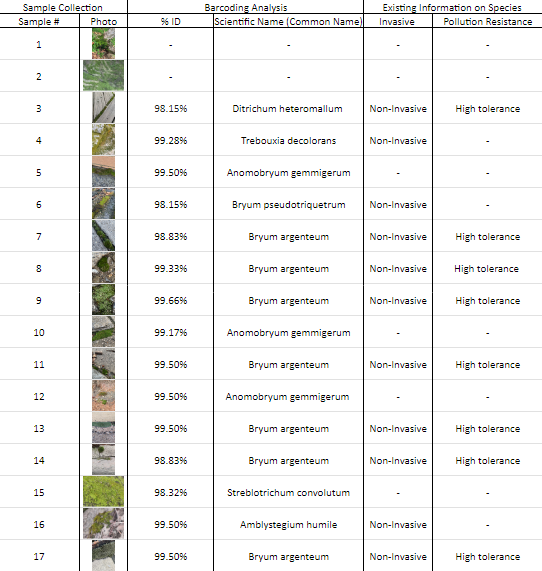 Sample Collection Barcoding Analysis Existing Information on Species
Sample # Photo % ID Scientific Name (Common Name) Invasive Pollution Resistance
1 - - - -
2 - - - -
3 98.15% Ditrichum heteromallum Non-Invasive High tolerance
4 99.28% Trebouxia decolorans Non-Invasive -
5 99.50% Anomobryum gemmigerum - -
6 98.15% Bryum pseudotriquetrum Non-Invasive -
7 98.83% Bryum argenteum Non-Invasive High tolerance
8 99.33% Bryum argenteum Non-Invasive High tolerance
9 99.66% Bryum argenteum Non-Invasive High tolerance
10 99.17% Anomobryum gemmigerum - -
11 99.50% Bryum argenteum Non-Invasive High tolerance
12 99.50% Anomobryum gemmigerum - -
13 99.50% Bryum argenteum Non-Invasive High tolerance
14 98.83% Bryum argenteum Non-Invasive High tolerance
15 98.32% Streblotrichum convolutum - -
16 99.50% Amblystegium humile Non-Invasive -
17 99.50% Bryum argenteum Non-Invasive High tolerance